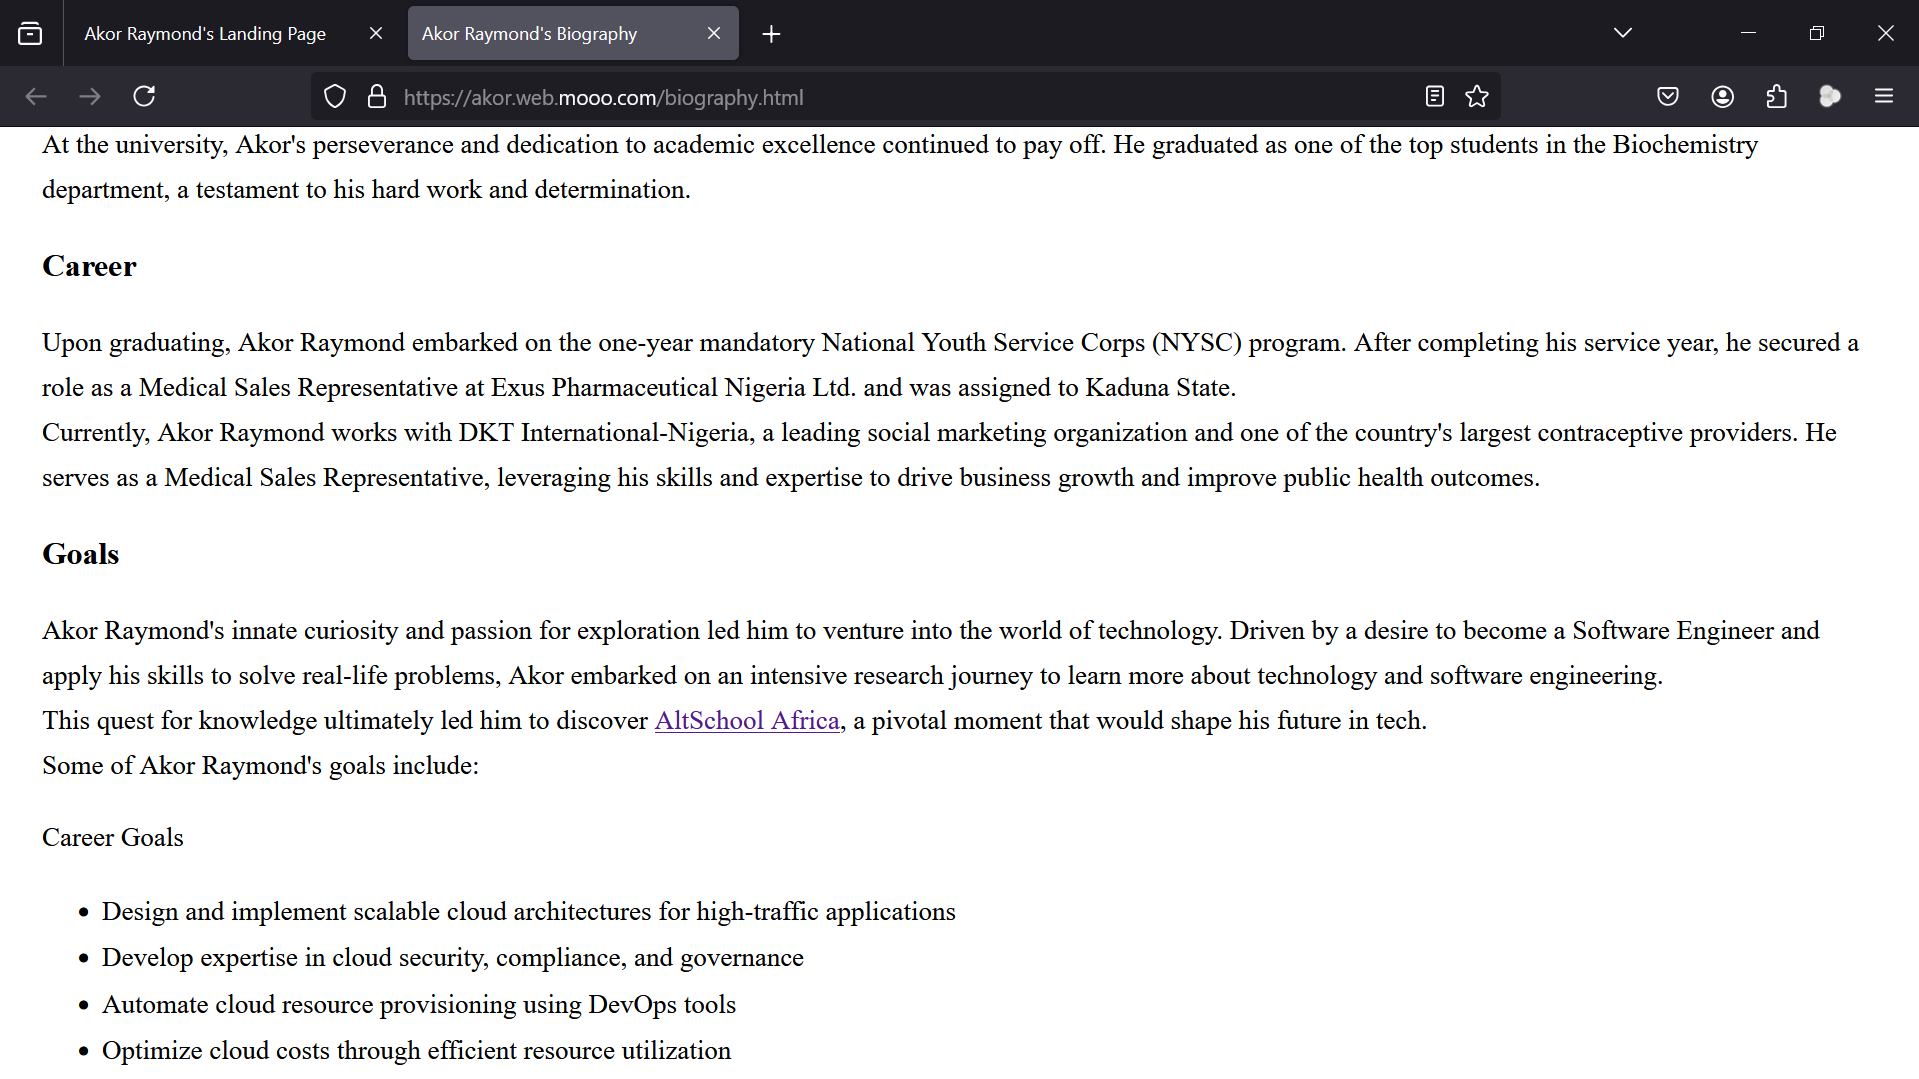 Akor Raymond's Landing Page
Akor Raymond's Biography
https://akor.web.mooo.com/biography.html
At the university, Akor's perseverance and dedication to academic excellence continued to pay off. He graduated as one of the top students in the Biochemistry
department, a testament to his hard work and determination.
Career
Upon graduating, Akor Raymond embarked on the one-year mandatory National Youth Service Corps (NYSC) program. After completing his service year, he secured a
role as a Medical Sales Representative at Exus Pharmaceutical Nigeria Ltd. and was assigned to Kaduna State.
Currently, Akor Raymond works with DKT International-Nigeria, a leading social marketing organization and one of the country's largest contraceptive providers. He
serves as a Medical Sales Representative, leveraging his skills and expertise to drive business growth and improve public health outcomes.
Goals
Akor Raymond's innate curiosity and passion for exploration led him to venture into the world of technology. Driven by a desire to become a Software Engineer and
apply his skills to solve real-life problems, Akor embarked on an intensive research journey to learn more about technology and software engineering.
This quest for knowledge ultimately led him to discover AltSchool Africa, a pivotal moment that would shape his future in tech.
Some of Akor Raymond's goals include:
Career Goals
• Design and implement scalable cloud architectures for high-traffic applications
• Develop expertise in cloud security, compliance, and governance
• Automate cloud resource provisioning using DevOps tools
• Optimize cloud costs through efficient resource utilization